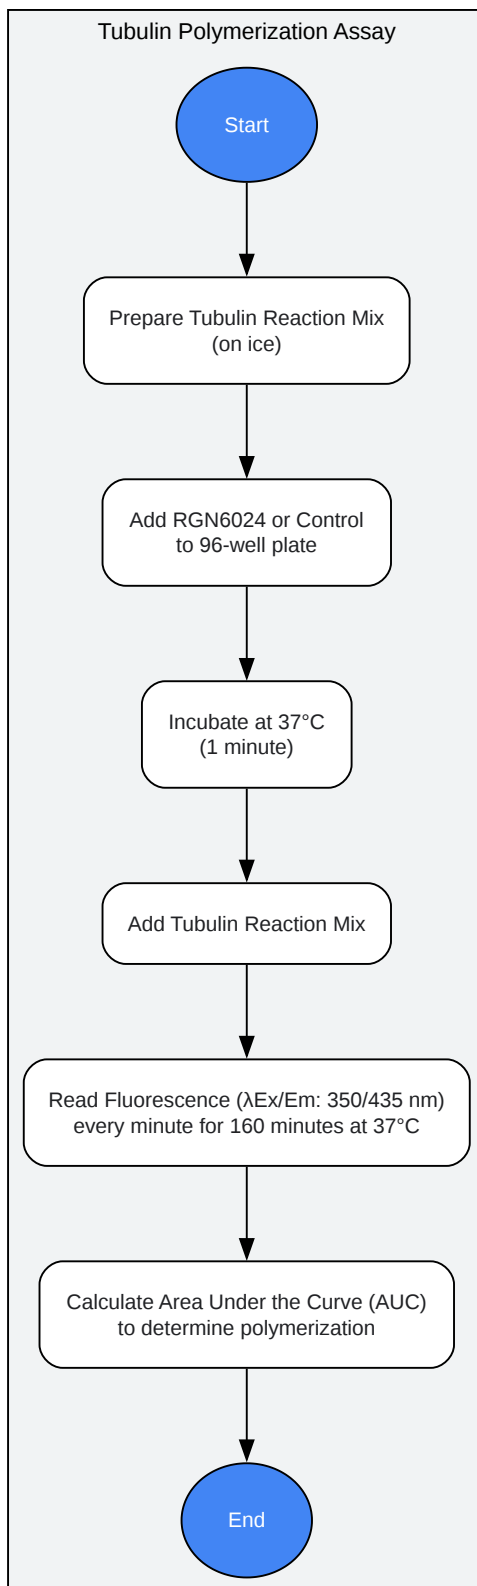 Tubulin Polymerization Assay
Start
Prepare Tubulin Reaction Mix
(on ice)
Add RGN6024 or Control
to 96-well plate
Incubate at 37°C
(1 minute)
Add Tubulin Reaction Mix
Read Fluorescence (λEx/Em: 350/435 nm)
every minute for 160 minutes at 37°C
Calculate Area Under the Curve (AUC)
to determine polymerization
End